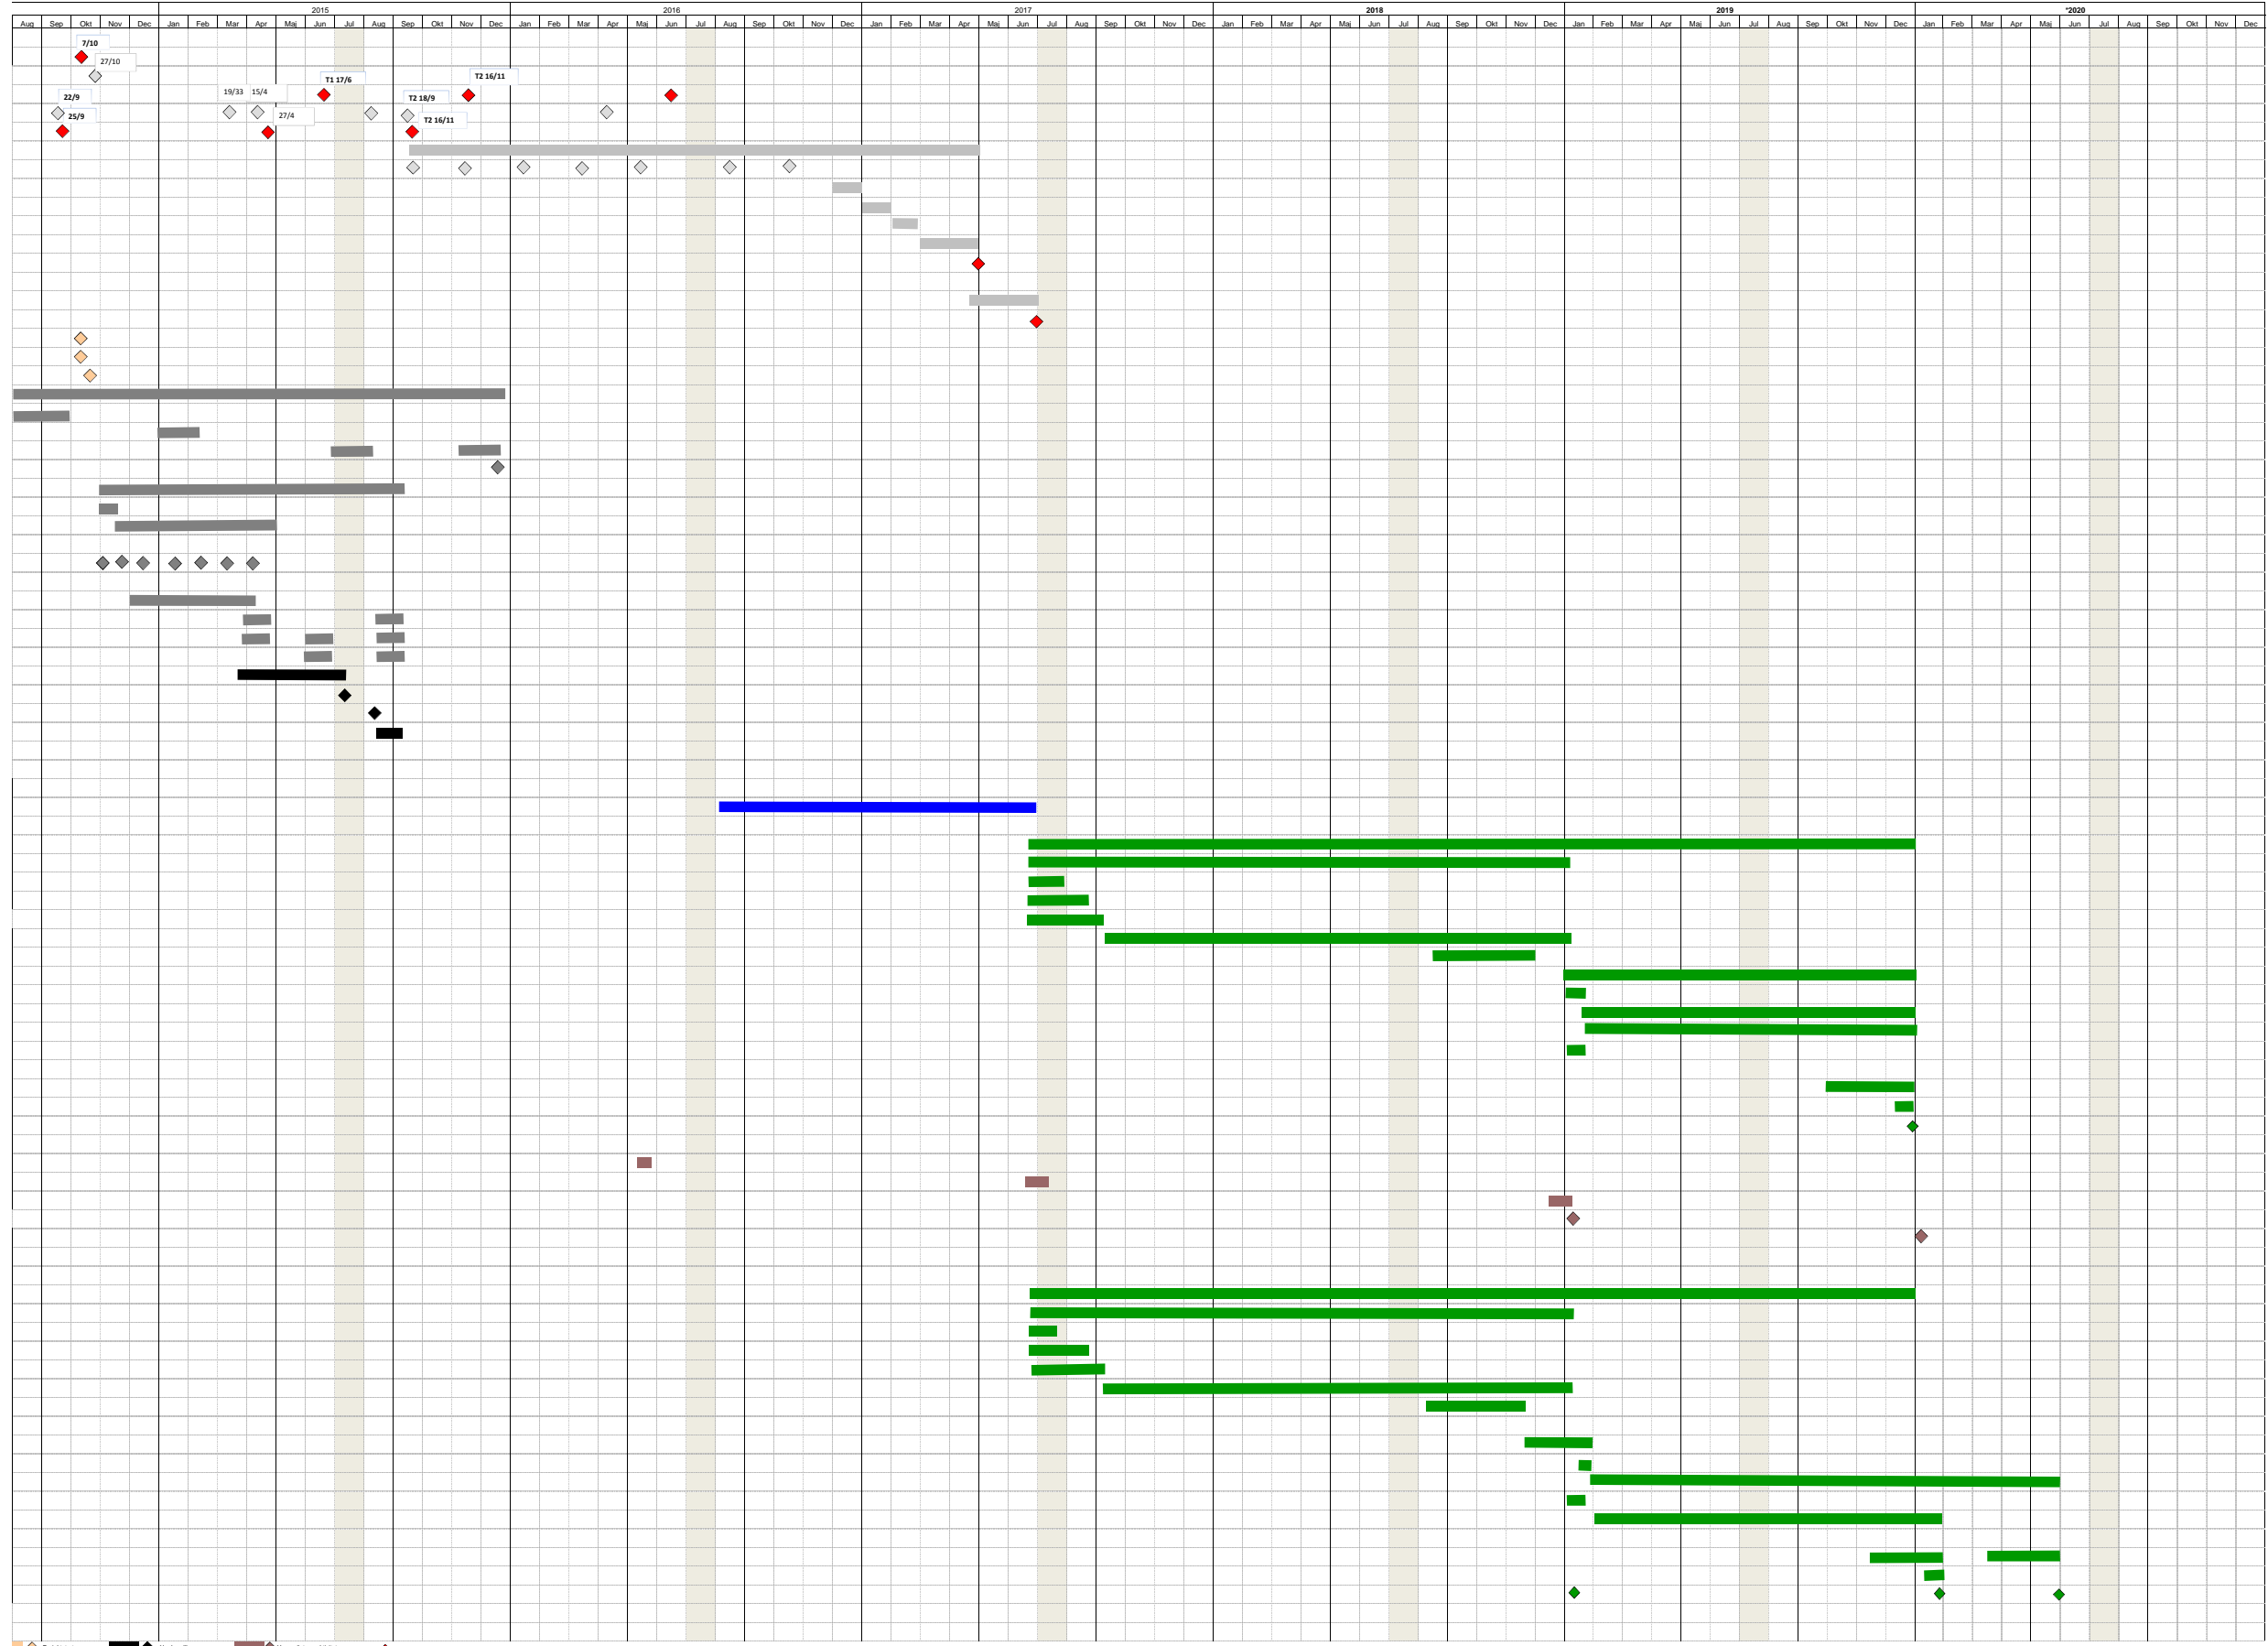 2015 2016 2017 2018 2019 *2020
Aug Sep Okt Nov Dec Jan Feb Mar Apr Maj Jun Jul Aug Sep Okt Nov Dec Jan Feb Mar Apr Maj Jun Jul Aug Sep Okt Nov Dec Jan Feb Mar Apr Maj Jun Jul Aug Sep Okt Nov Dec Jan Feb Mar Apr Maj Jun Jul Aug Sep Okt Nov Dec Jan Feb Mar Apr Maj Jun Jul Aug Sep Okt Nov Dec Jan Feb Mar Apr Maj Jun Jul Aug Sep Okt Nov Dec
7/10
27/10
T1 17/6
T2 16/11
19/33 15/4
22/9
T2 18/9
25/9
27/4
T2 16/11